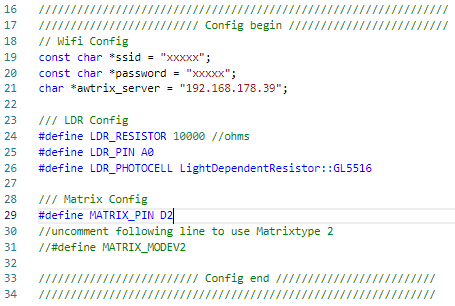 16 /////////////////////////////////////////////////////////////////
17 ///////////////////////// Config begin /////////////////////////
18 // Wifi Config
19 const char *ssid = "xxxxx";
20 const char *password = "xxxxx";
21 char *awtrix_server = "192.168.178.39";
22
23 /// LDR Config
24 #define LDR_RESISTOR 10000 //ohms
25 #define LDR_PIN A0
26 #define LDR_PHOTOCELL LightDependentResistor::GL5516
27
28 /// Matrix Config
29 #define MATRIX_PIN D2
30 //uncomment following line to use Matrixtype 2
31 //#define MATRIX_MODEV2
32
33 ///////////////////////// Config end /////////////////////////
34 ///////////////////////////////////////////////////////////////